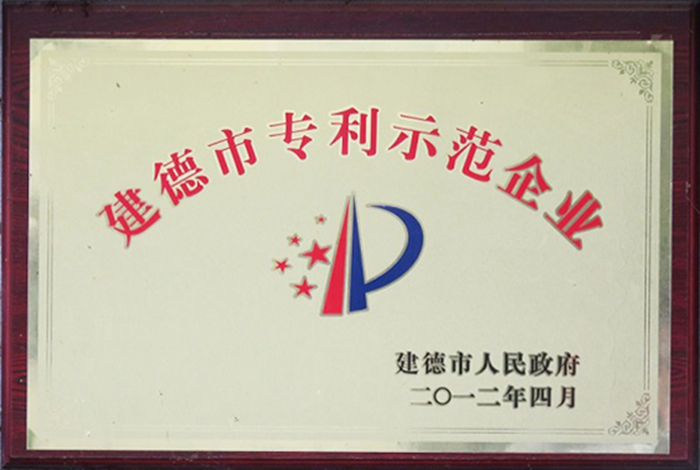 建德市专利示范企业
建德市人民政府
二〇一二年四月